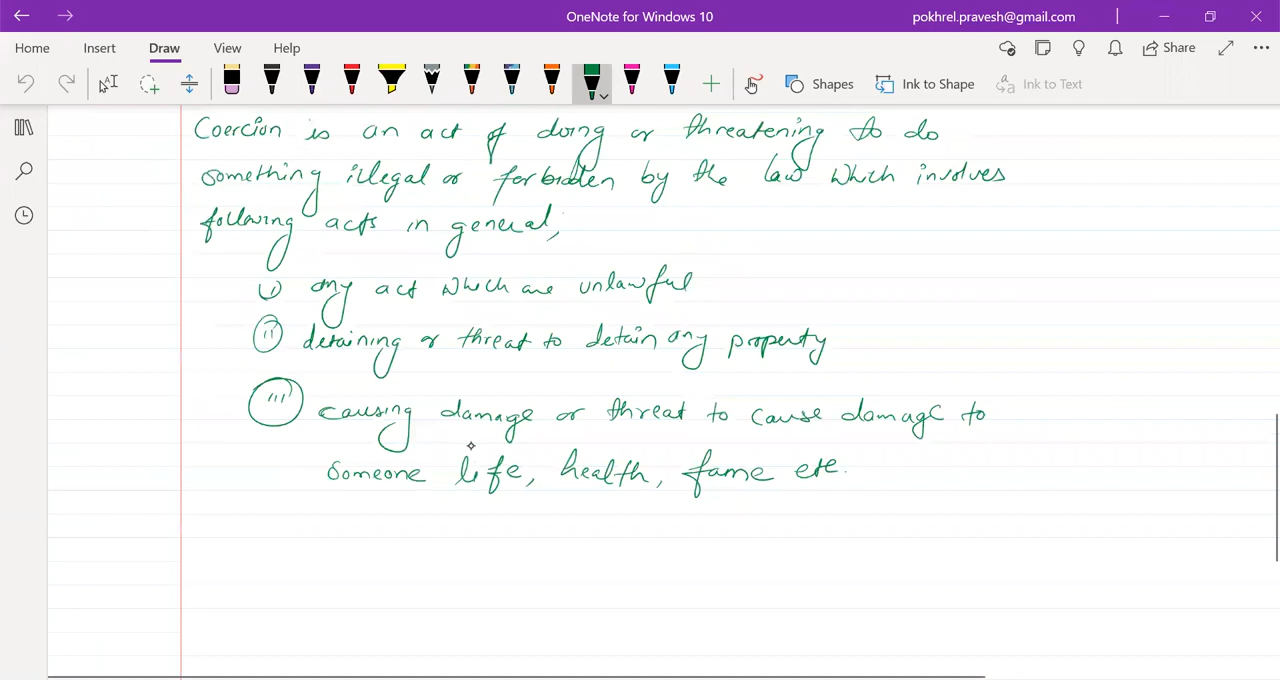 OneNote for Windows 10
pokhrel.pravesh@gmail.com
Home Insert Draw View Help
Share
Shapes Ink to Shape Ink to Text
Coercion is an act of doing or threatening to do
something illegal or forbidden by the law which involves
following acts in general,
(i) any act which are unlawful
(ii) detaining or threat to detain any property
(iii) causing damage or threat to cause damage to
someone life, health, fame etc.